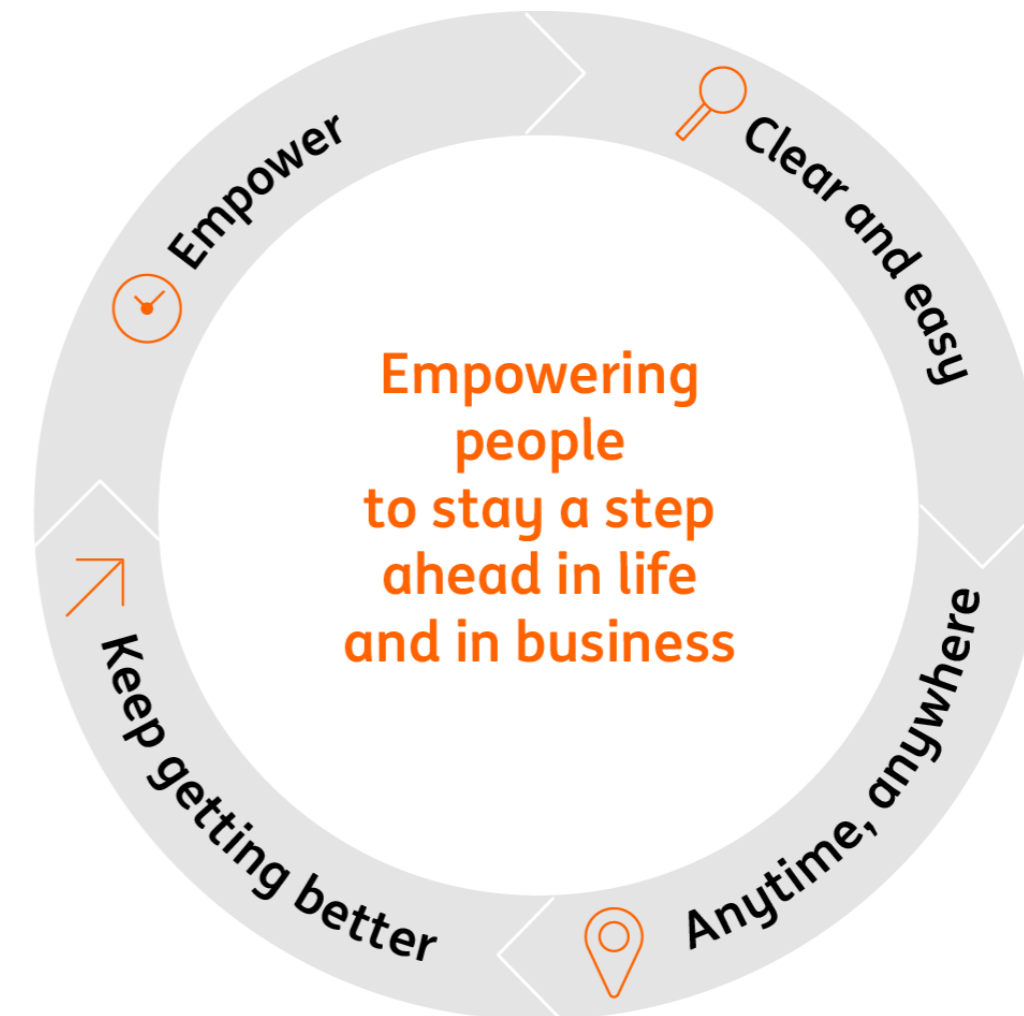 Empower
Clear and easy
Empowering
people
to stay a step
ahead in life
and in business
Anytime, anywhere
Keep getting better